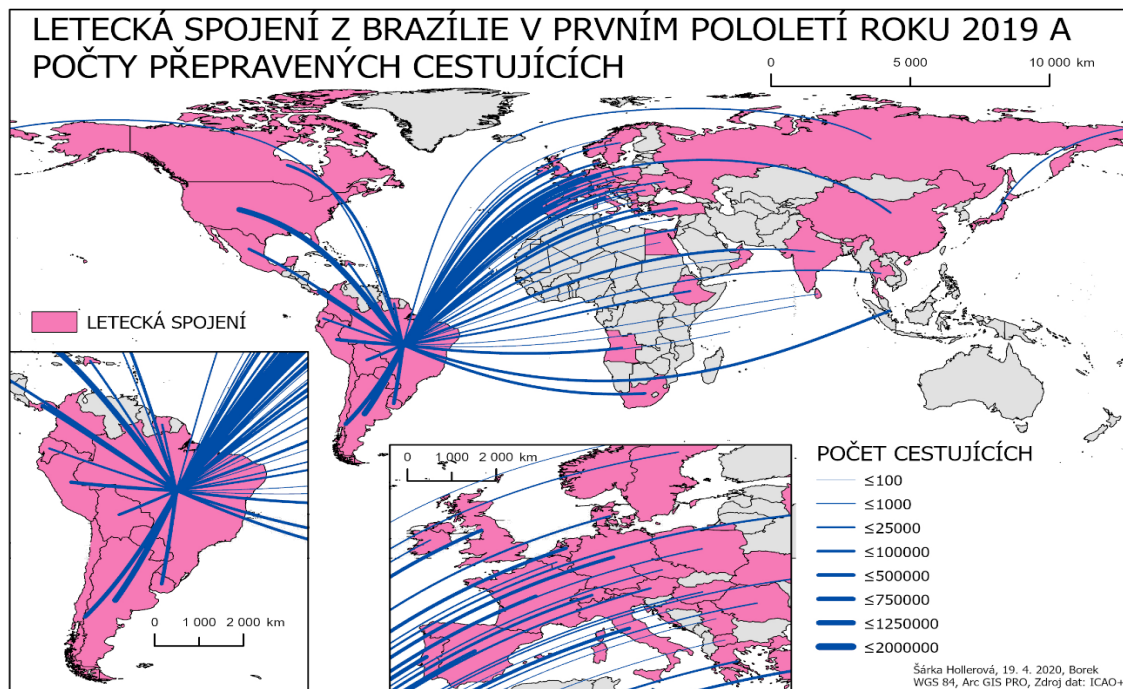 LETECKÁ SPOJENÍ Z BRAZÍLIE V PRVNÍM POLOLETÍ ROKU 2019 A
POČTY PŘEPRAVENÝCH CESTUJÍCÍCH
0 5 000 10 000 km
LETECKÁ SPOJENÍ
0 1 000 2 000 km
0 1 000 2 000 km
POČET CESTUJÍCÍCH
≤100
≤1000
≤25000
≤100000
≤500000
≤750000
≤1250000
≤2000000
Šárka Hollerová, 19. 4. 2020, Borek
WGS 84, Arc GIS PRO, Zdroj dat: ICAO+